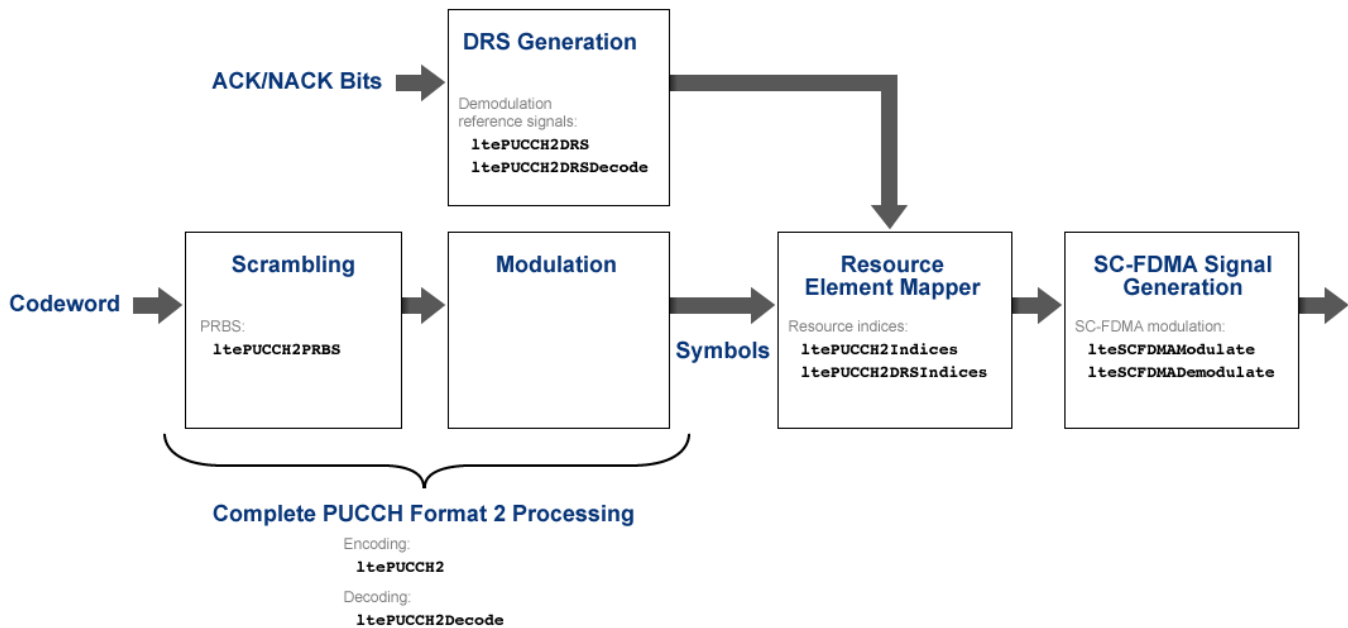 DRS Generation
ACK/NACK Bits
Demodulation
reference signals:
ltePUCCH2DRS
ltePUCCH2DRSDecode
Codeword
Scrambling
PRBS:
ltePUCCH2PRBS
Modulation
Symbols
Resource
Element Mapper
Resource indices:
ltePUCCH2Indices
ltePUCCH2DRSIndices
SC-FDMA Signal
Generation
SC-FDMA modulation:
lteSCFDMAModulate
lteSCFDMADemodulate
Complete PUCCH Format 2 Processing
Encoding:
ltePUCCH2
Decoding:
ltePUCCH2Decode